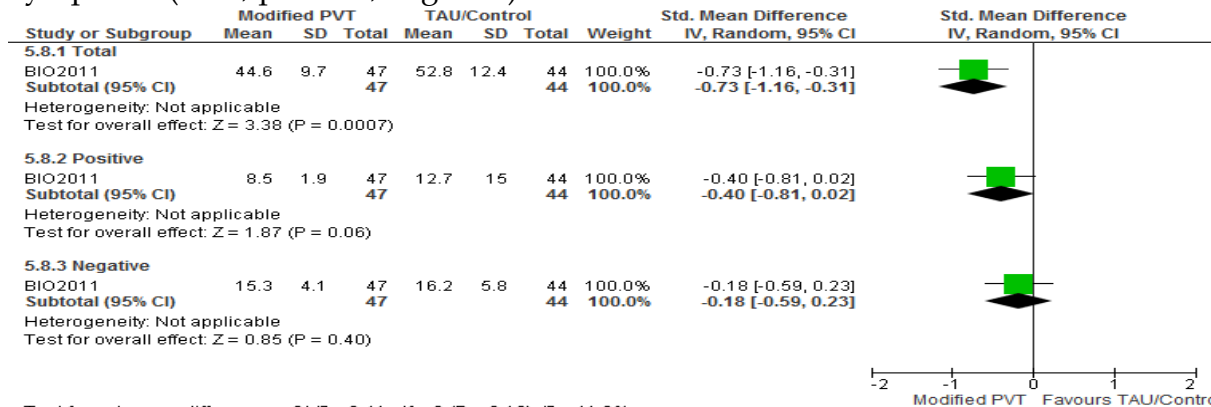 Modified PVT TAU/Control Std. Mean Difference Std. Mean Difference
Study or Subgroup Mean SD Total Mean SD Total Weight IV, Random, 95% CI IV, Random, 95% CI
5.8.1 Total
BIO2011 44.6 9.7 47 52.8 12.4 44 100.0% -0.73 [-1.16, -0.31]
Subtotal (95% CI) 47 44 100.0% -0.73 [-1.16, -0.31]
Heterogeneity: Not applicable
Test for overall effect: Z = 3.38 (P = 0.0007)
5.8.2 Positive
BIO2011 8.5 1.9 47 12.7 15 44 100.0% -0.40 [-0.81, 0.02]
Subtotal (95% CI) 47 44 100.0% -0.40 [-0.81, 0.02]
Heterogeneity: Not applicable
Test for overall effect: Z = 1.87 (P = 0.06)
5.8.3 Negative
BIO2011 15.3 4.1 47 16.2 5.8 44 100.0% -0.18 [-0.59, 0.23]
Subtotal (95% CI) 47 44 100.0% -0.18 [-0.59, 0.23]
Heterogeneity: Not applicable
Test for overall effect: Z = 0.85 (P = 0.40)
-2 -1 0 1 2
Modified PVT Favours TAU/Contro